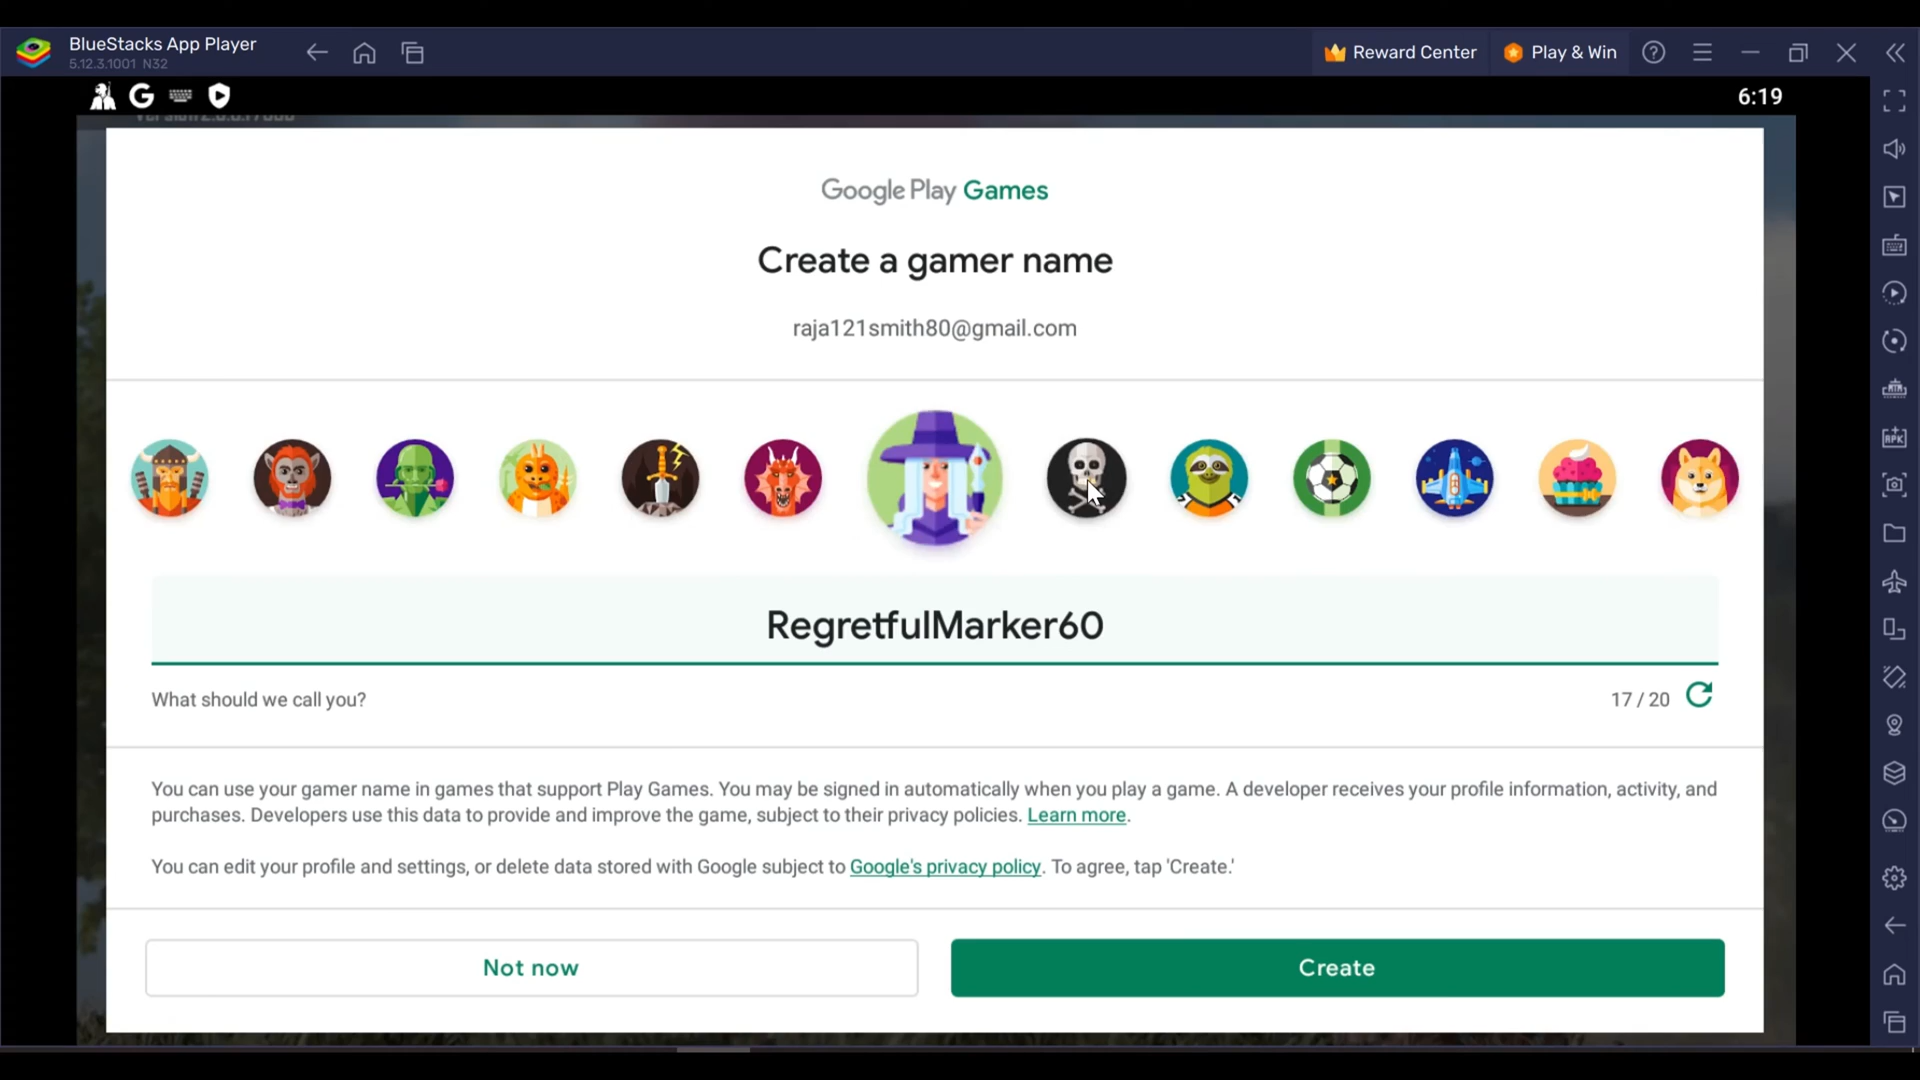 BlueStacks App Player
5.12.3.1001 N32
Reward Center
Play & Win
6:19
Google Play Games
Create a gamer name
raja121smith80@gmail.com
RegretfulMarker60
What should we call you?
17 / 20
You can use your gamer name in games that support Play Games. You may be signed in automatically when you play a game. A developer receives your profile information, activity, and
purchases. Developers use this data to provide and improve the game, subject to their privacy policies. Learn more.
You can edit your profile and settings, or delete data stored with Google subject to Google's privacy policy. To agree, tap 'Create.'
Not now
Create